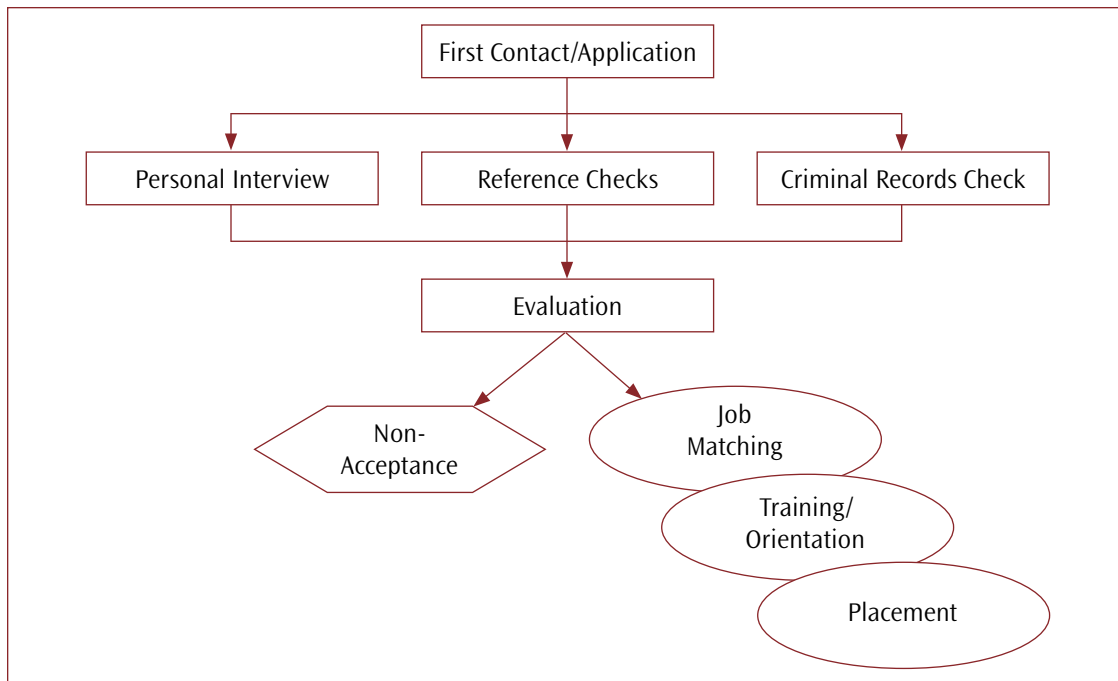 First Contact/Application
Personal Interview
Reference Checks
Criminal Records Check
Evaluation
Non-
Acceptance
Job
Matching
Training/
Orientation
Placement